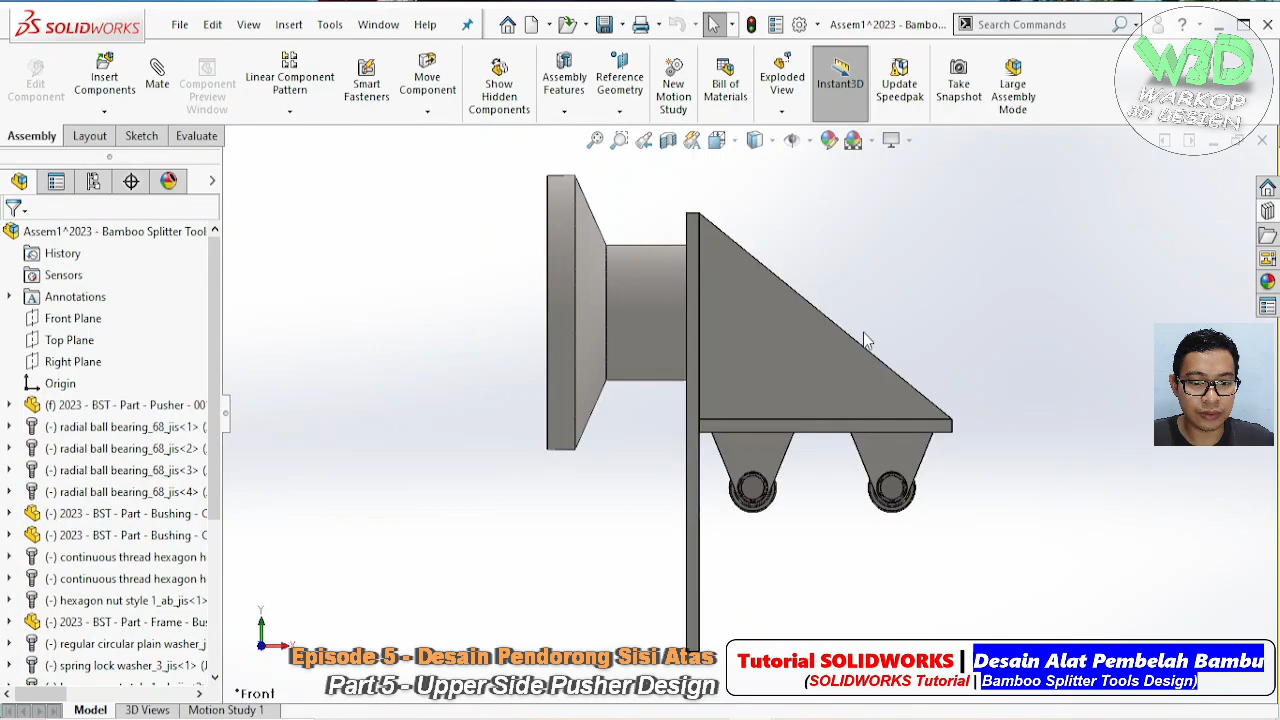 SOLIDWORKS
File Edit View Insert Tools Window Help
Assem1^2023 - Bambo...
Search Commands
Edit Component
Insert Components
Mate
Component Preview Window
Linear Component Pattern
Smart Fasteners
Move Component
Show Hidden Components
Assembly Features
Reference Geometry
New Motion Study
Bill of Materials
Exploded View
Instant3D
Update Speedpak
Take Snapshot
Large Assembly Mode
W3D
WARKOP
3D DESIGN
Assembly Layout Sketch Evaluate
Assem1^2023 - Bamboo Splitter Tool
History
Sensors
Annotations
Front Plane
Top Plane
Right Plane
Origin
(f) 2023 - BST - Part - Pusher - 00
(-) radial ball bearing_68_jis<1> (
(-) radial ball bearing_68_jis<2> (
(-) radial ball bearing_68_jis<3> (
(-) radial ball bearing_68_jis<4> (
(-) 2023 - BST - Part - Bushing - C
(-) 2023 - BST - Part - Bushing - C
(-) continuous thread hexagon h
(-) continuous thread hexagon h
(-) hexagon nut style 1_ab_jis<1>
(-) 2023 - BST - Part - Frame - Bu
(-) regular circular plain washer_j
(-) spring lock washer_3_jis<1>
Y
*Front
Episode 5 - Desain Pendorong Sisi Atas
Part 5 - Upper Side Pusher Design
Tutorial SOLIDWORKS | Desain Alat Pembelah Bambu
(SOLIDWORKS Tutorial | Bamboo Splitter Tools Design)
Model 3D Views Motion Study 1